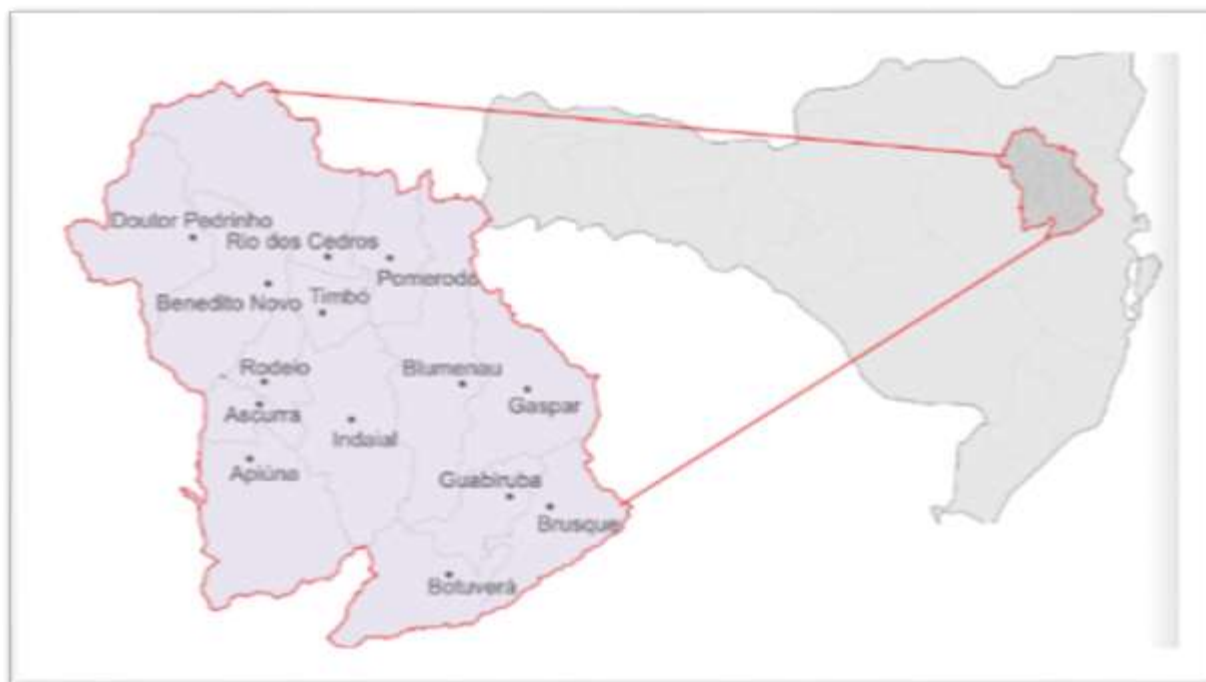 Doutor Pedrinho
Rio dos Cedros
Pomerode
Benedito Novo
Timbó
Rodeio
Blumenau
Ascurra
Gaspar
Indaial
Apiúna
Guabiruba
Brusque
Botuverá